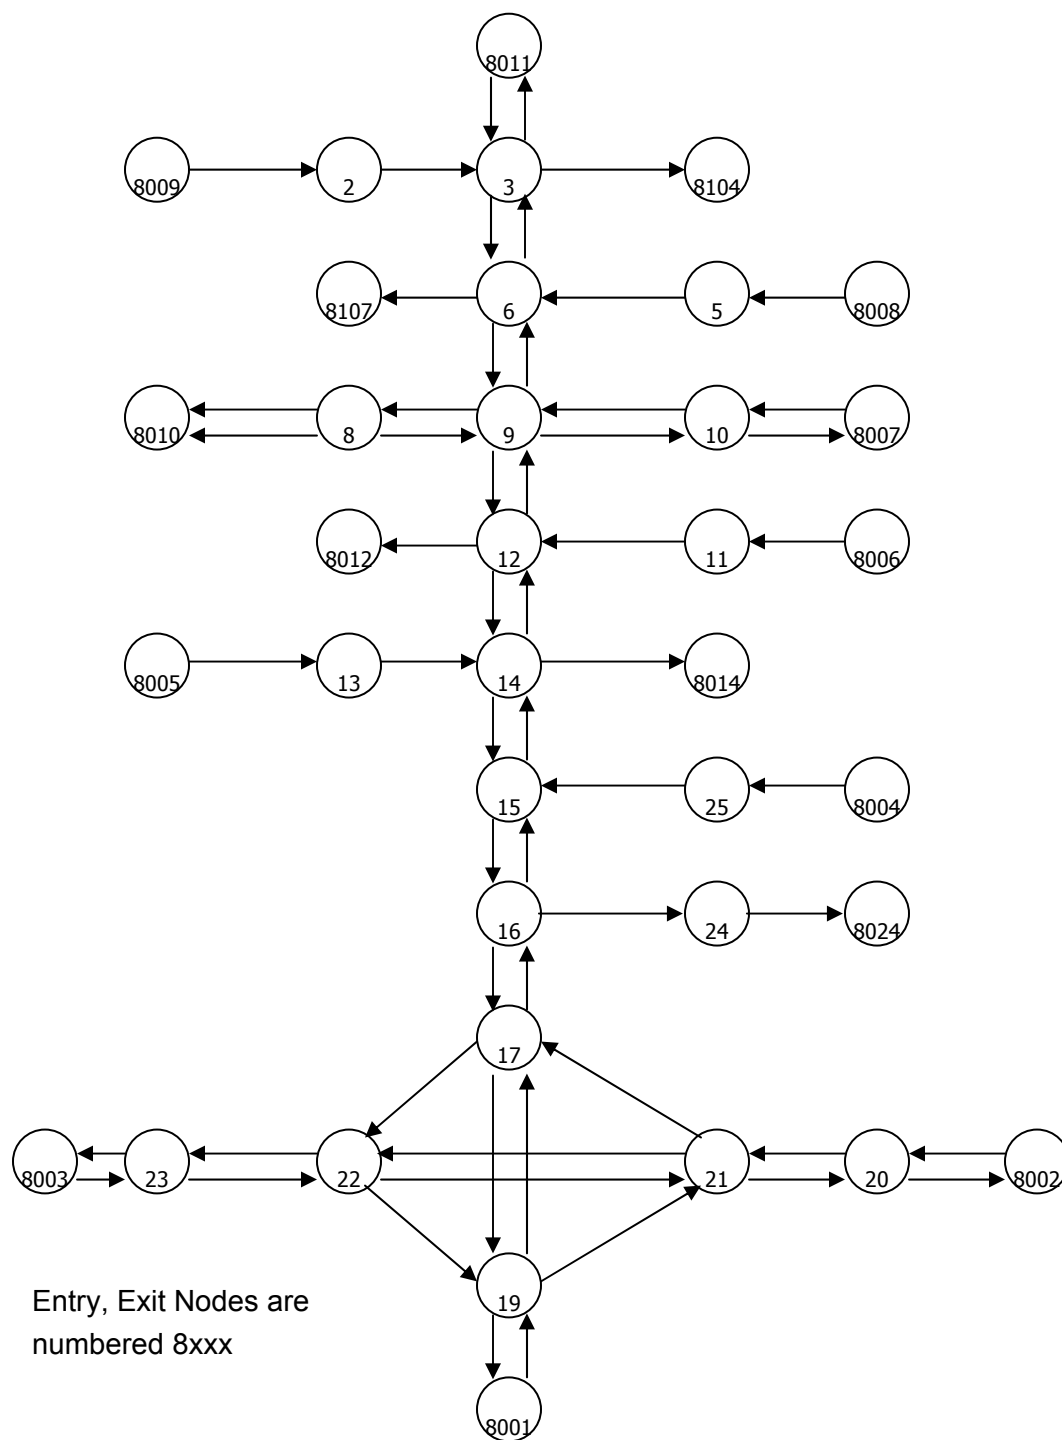 8011
8009 2 3 8104
8107 6 5 8008
8010 8 9 10 8007
8012 12 11 8006
8005 13 14 8014
15 25 8004
16 24 8024
17
8003 23 22 21 20 8002
19
Entry, Exit Nodes are
numbered 8xxx
8001